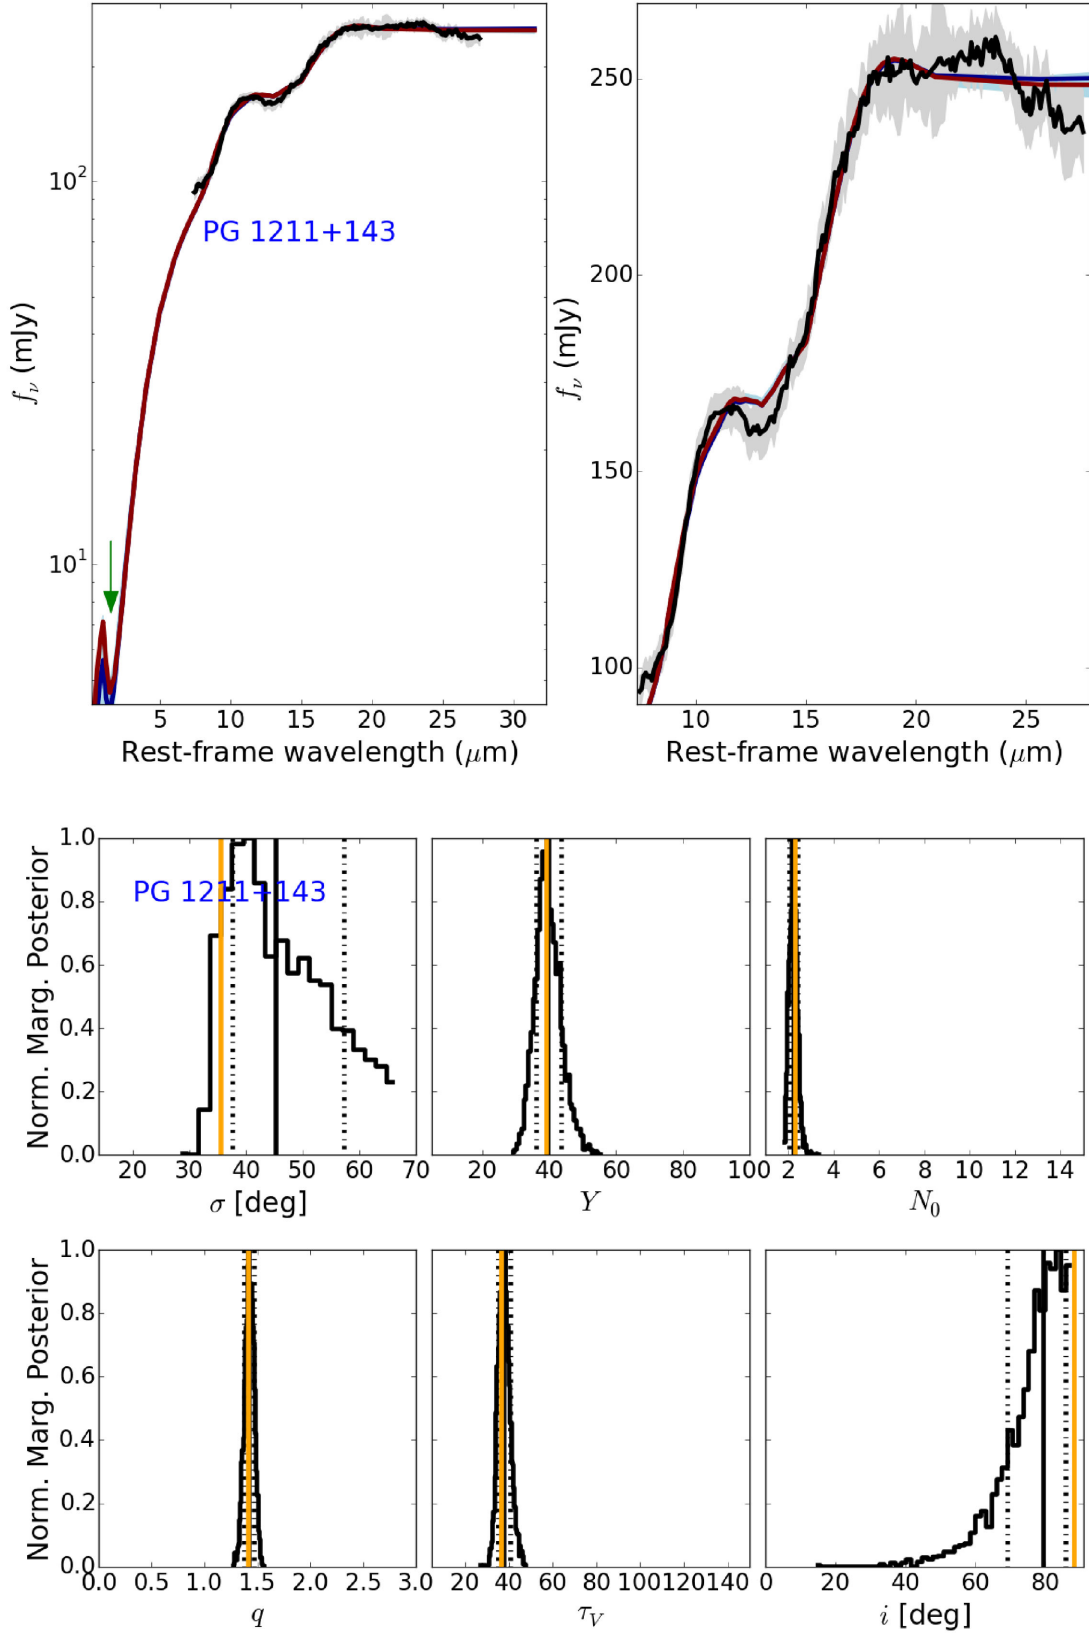 10²
10¹
f_ν (mJy)
PG 1211+143
5 10 15 20 25 30
Rest-frame wavelength (μm)
250
200
150
100
f_ν (mJy)
10 15 20 25
Rest-frame wavelength (μm)
Norm. Marg. Posterior
1.0
0.8
0.6
0.4
0.2
0.0
PG 1211+143
20 30 40 50 60 70
σ [deg]
20 40 60 80 100
Y
0 2 4 6 8 10 12 14
N₀
Norm. Marg. Posterior
1.0
0.8
0.6
0.4
0.2
0.0
0.0 0.5 1.0 1.5 2.0 2.5 3.0
q
20 40 60 80 100 120 140
τ_V
0 20 40 60 80
i [deg]